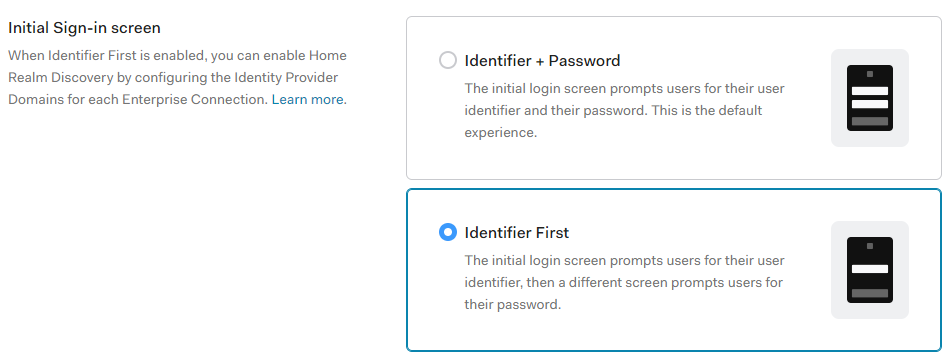 Initial Sign-in screen
When Identifier First is enabled, you can enable Home
Realm Discovery by configuring the Identity Provider
Domains for each Enterprise Connection. Learn more.
Identifier + Password
The initial login screen prompts users for their user
identifier and their password. This is the default
experience.
Identifier First
The initial login screen prompts users for their user
identifier, then a different screen prompts users for
their password.